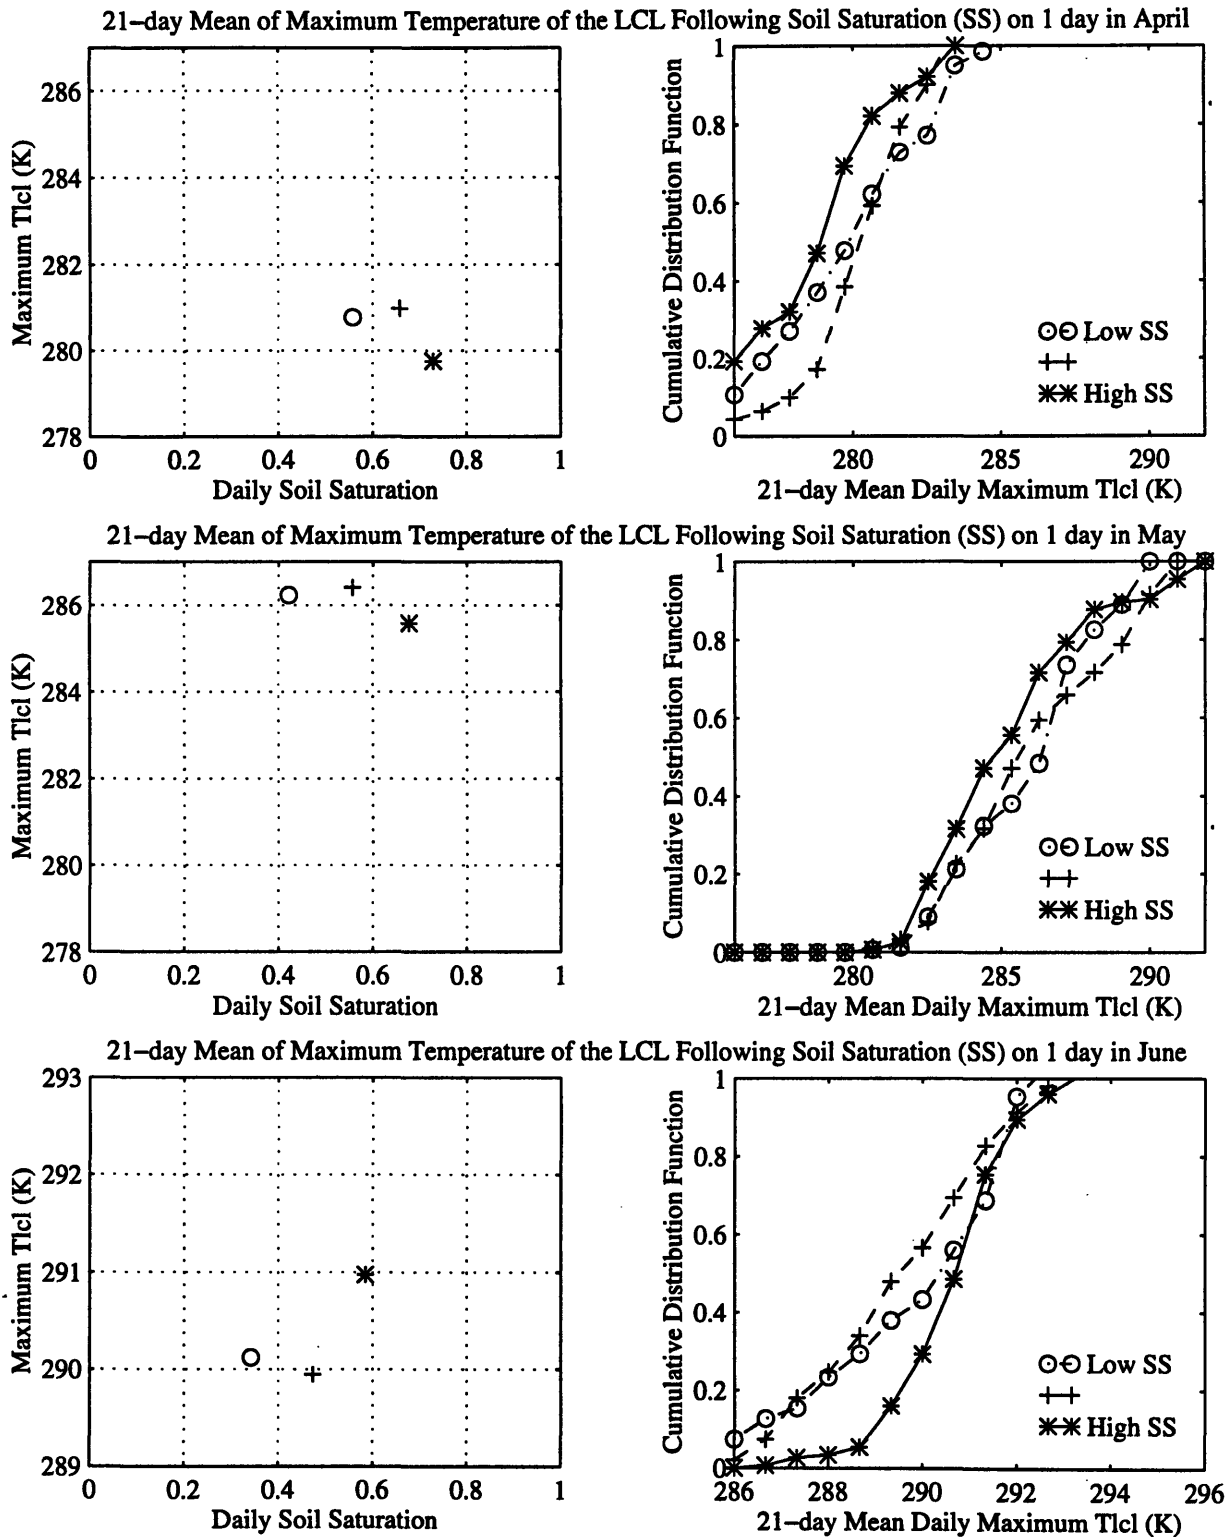 21–day Mean of Maximum Temperature of the LCL Following Soil Saturation (SS) on 1 day in April
Maximum Tlcl (K)
286
284
282
280
278
0 0.2 0.4 0.6 0.8 1
Daily Soil Saturation
Cumulative Distribution Function
1
0.8
0.6
0.4
0.2
0
Low SS
High SS
280 285 290
21–day Mean Daily Maximum Tlcl (K)
21–day Mean of Maximum Temperature of the LCL Following Soil Saturation (SS) on 1 day in May
Maximum Tlcl (K)
286
284
282
280
278
0 0.2 0.4 0.6 0.8 1
Daily Soil Saturation
Cumulative Distribution Function
1
0.8
0.6
0.4
0.2
0
Low SS
High SS
280 285 290
21–day Mean Daily Maximum Tlcl (K)
21–day Mean of Maximum Temperature of the LCL Following Soil Saturation (SS) on 1 day in June
Maximum Tlcl (K)
293
292
291
290
289
0 0.2 0.4 0.6 0.8 1
Daily Soil Saturation
Cumulative Distribution Function
1
0.8
0.6
0.4
0.2
0
Low SS
High SS
286 288 290 292 294 296
21–day Mean Daily Maximum Tlcl (K)